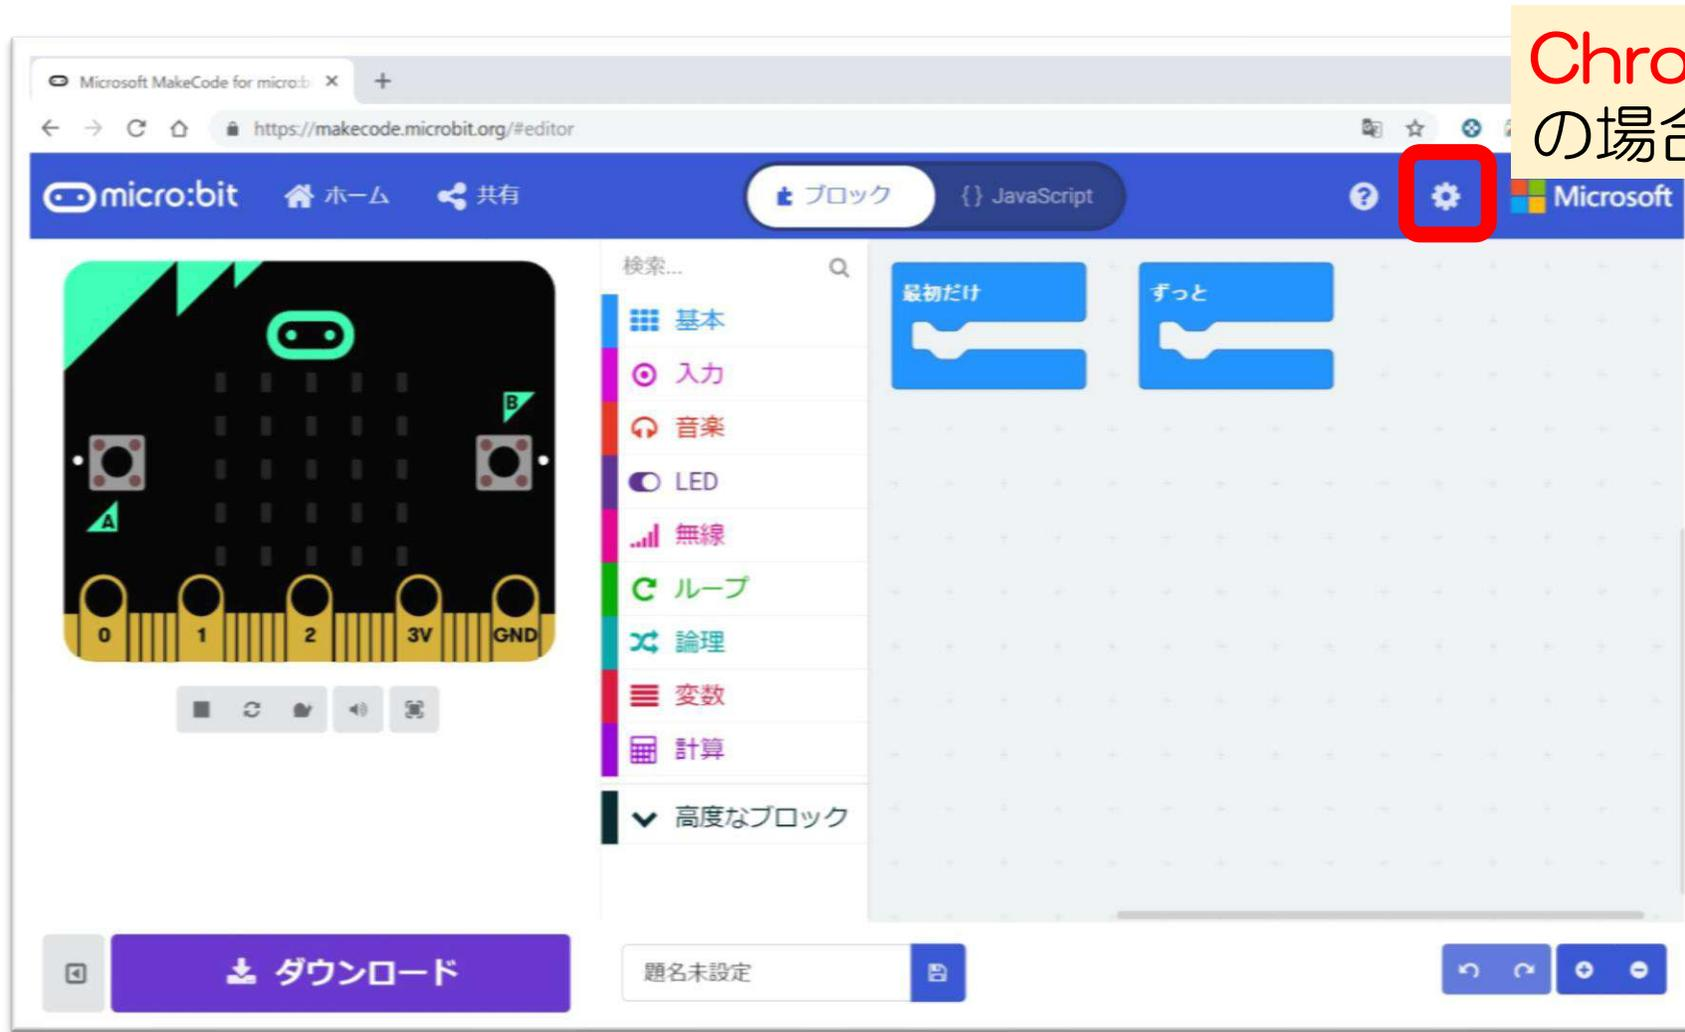 Chro
の場合
Microsoft MakeCode for micro:b
https://makecode.microbit.org/#editor
micro:bit ホーム 共有 ブロック {} JavaScript Microsoft
検索...
基本
入力
音楽
LED
無線
ループ
論理
変数
計算
高度なブロック
最初だけ
ずっと
B
A
0 1 2 3V GND
ダウンロード
題名未設定